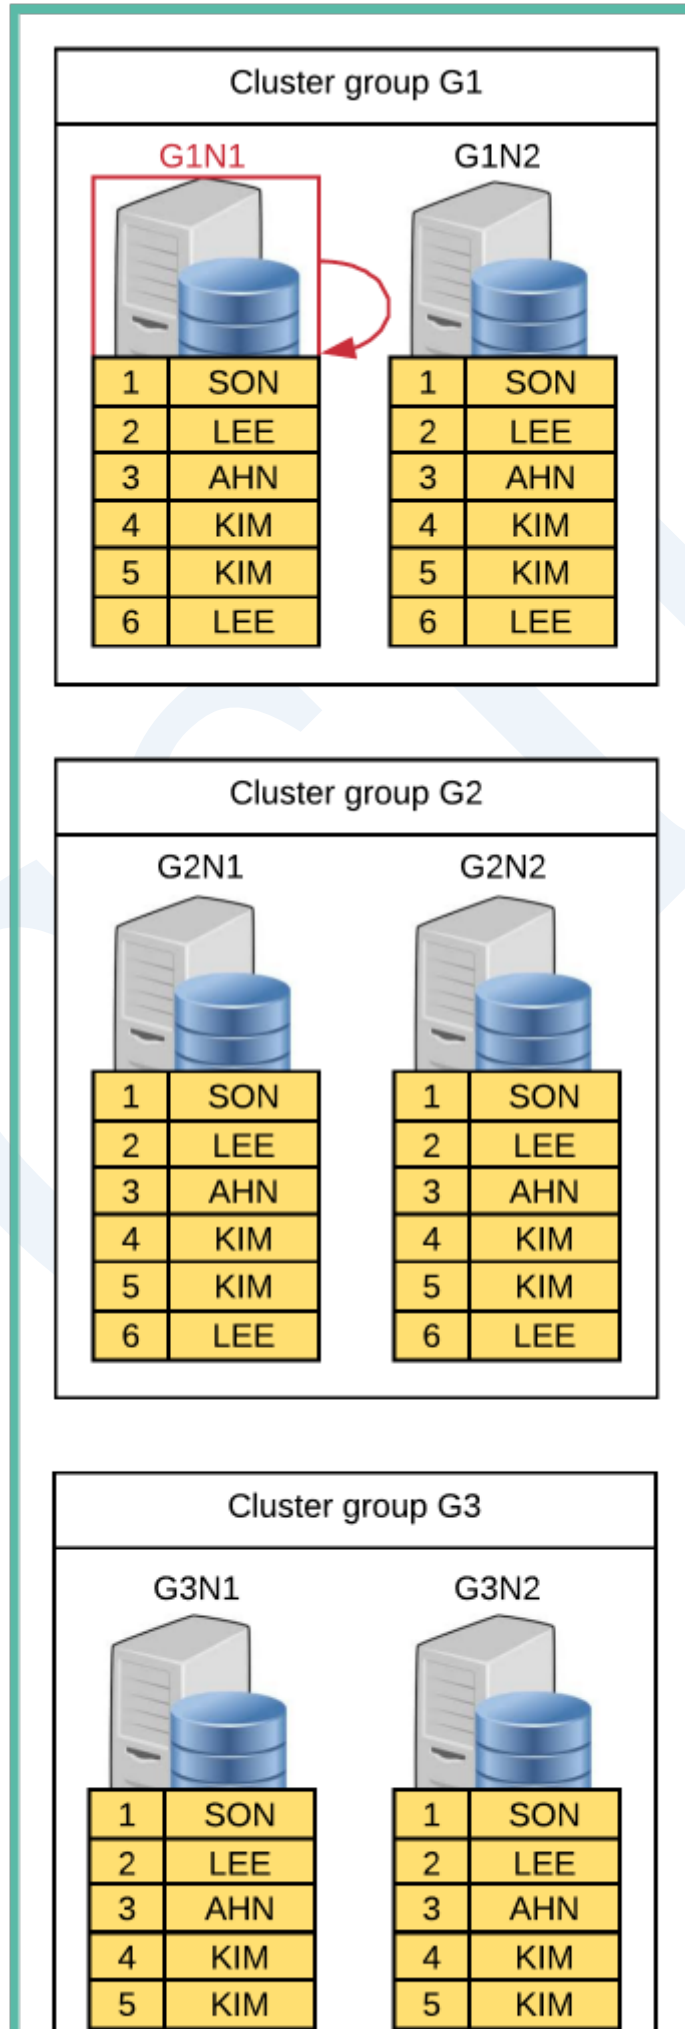 Cluster group G1
G1N1 G1N2
1 SON 1 SON
2 LEE 2 LEE
3 AHN 3 AHN
4 KIM 4 KIM
5 KIM 5 KIM
6 LEE 6 LEE
Cluster group G2
G2N1 G2N2
1 SON 1 SON
2 LEE 2 LEE
3 AHN 3 AHN
4 KIM 4 KIM
5 KIM 5 KIM
6 LEE 6 LEE
Cluster group G3
G3N1 G3N2
1 SON 1 SON
2 LEE 2 LEE
3 AHN 3 AHN
4 KIM 4 KIM
5 KIM 5 KIM